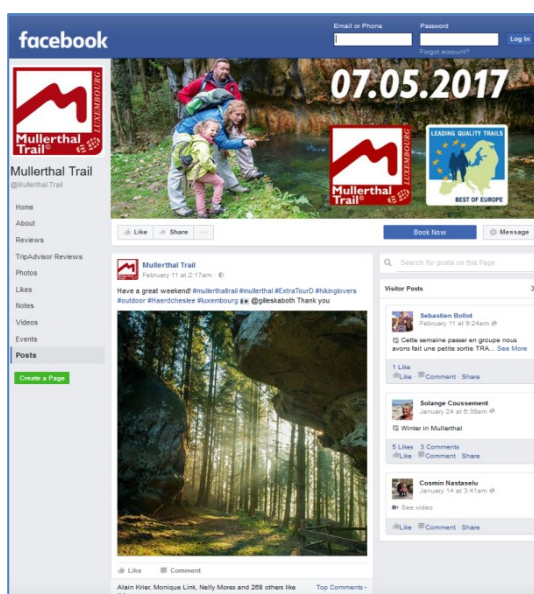 facebook
Email or Phone
Password
Log In
Forgot account?
Mullerthal
Trail©
LUXEMBOURG
07.05.2017
Mullerthal
Trail©
LUXEMBOURG
LEADING QUALITY TRAILS
BEST OF EUROPE
Mullerthal Trail
@Mullerthal.Trail
Home
About
Reviews
TripAdvisor Reviews
Photos
Likes
Notes
Videos
Events
Posts
Create a Page
Like
Share
Book Now
Message
Mullerthal Trail
February 11 at 2:17am ·
Have a great weekend! #mullerthaltrail #mullerthal #ExtraTourD #hikinglovers
#outdoor #Haerdcheslee #luxembourg @gilleskaboth Thank you
Like
Comment
Alain Krier, Monique Link, Nelly Mores and 268 others like
Top Comments
Search for posts on this Page
Visitor Posts
Sebastien Bollot
February 11 at 9:24am
Cette semaine passer en groupe nous
avons fait une petite sortie TRA... See More
1 Like
Like · Comment · Share
Solange Coussement
January 24 at 8:39am
Winter in Mullerthal
5 Likes 3 Comments
Like · Comment · Share
Cosmin Nastaselu
January 14 at 3:41am
See video
Like · Comment · Share